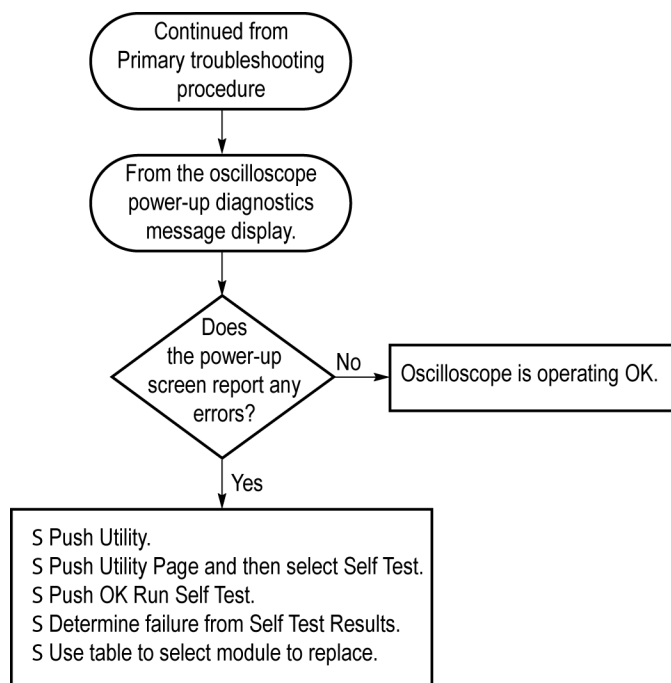 Continued from
Primary troubleshooting
procedure
From the oscilloscope
power-up diagnostics
message display.
Does
the power-up
screen report any
errors?
No
Oscilloscope is operating OK.
Yes
S Push Utility.
S Push Utility Page and then select Self Test.
S Push OK Run Self Test.
S Determine failure from Self Test Results.
S Use table to select module to replace.